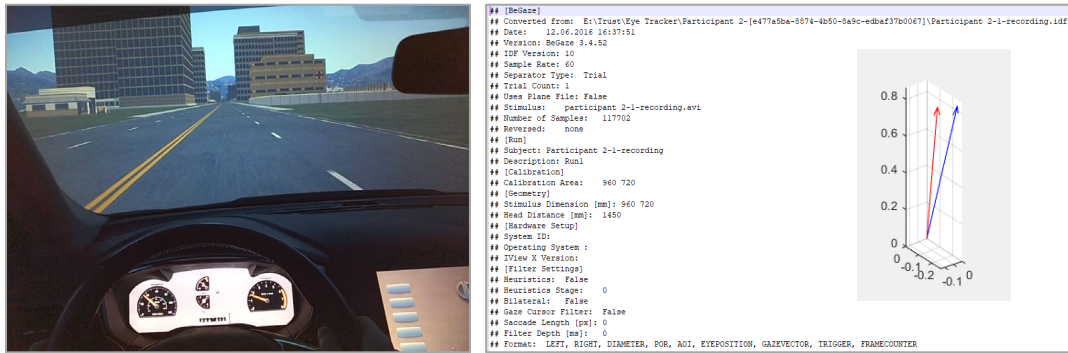 ## [BeGaze]
## Converted from:  E:\Trust\Eye Tracker\Participant 2-[e477a5ba-8874-4b50-8a9c-edbaf37b0067]\Participant 2-1-recording.idf
## Date:    12.06.2016 16:37:51
## Version: BeGaze 3.4.52
## IDF Version: 10
## Sample Rate: 60
## Separator Type:  Trial
## Trial Count: 1
## Uses Plane File: False
## Stimulus:    participant 2-1-recording.avi
## Number of Samples:   117702
## Reversed:    none
## [Run]
## Subject: Participant 2-1-recording
## Description: Run1
## [Calibration]
## Calibration Area:    960 720
## [Geometry]
## Stimulus Dimension [mm]: 960 720
## Head Distance [mm]:  1450
## [Hardware Setup]
## System ID:
## Operating System :
## IView X Version:
## [Filter Settings]
## Heuristics:  False
## Heuristics Stage:    0
## Bilateral:   False
## Gaze Cursor Filter:  False
## Saccade Length [px]: 0
## Filter Depth [ms]:   0
## Format:  LEFT, RIGHT, DIAMETER, POR, AOI, EYEPOSITION, GAZEVECTOR, TRIGGER, FRAMECOUNTER
0.8
0.6
0.4
0.2
0
0
-0.1
-0.2
-0.1
0